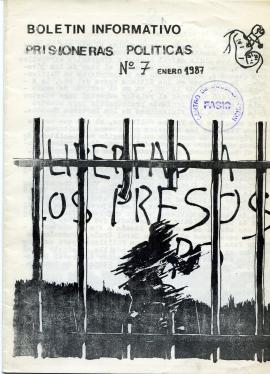 BOLETIN INFORMATIVO
PRISIONERAS POLITICAS
Nº 7 ENERO 1987
FASIC
LIBERTAD A
LOS PRESOS